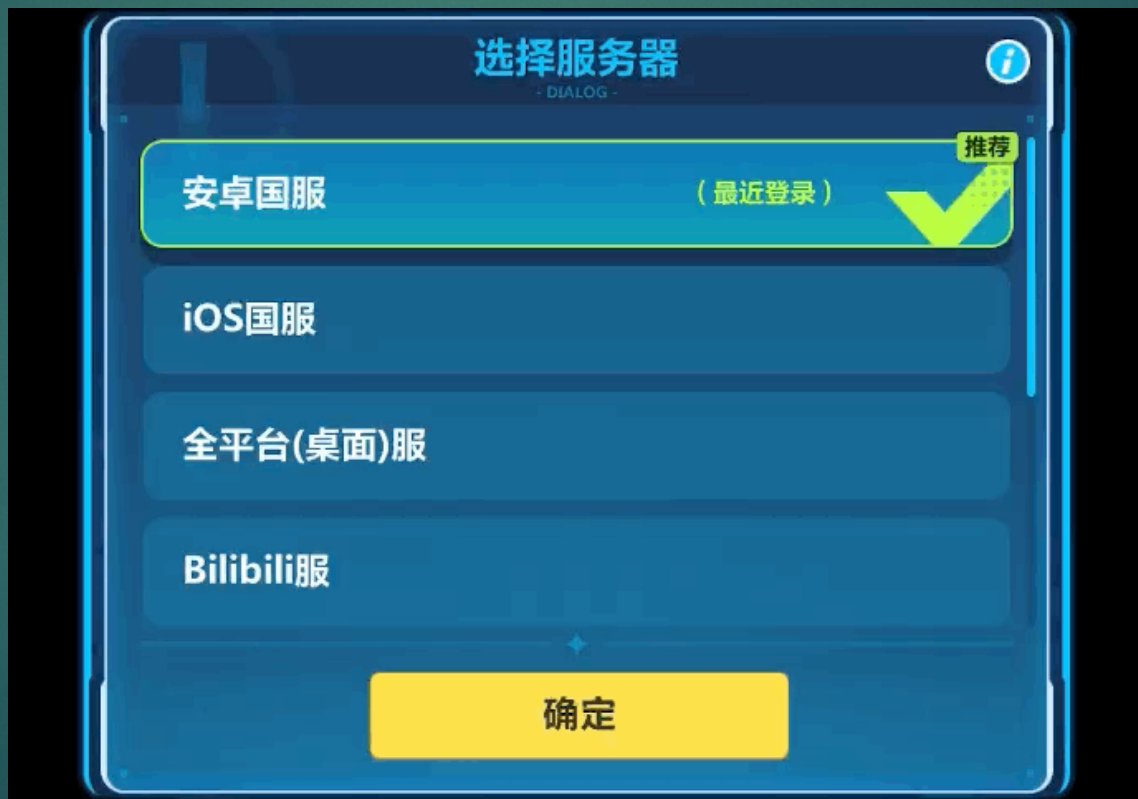 选择服务器
- DIALOG -
推荐
安卓国服 （最近登录）
iOS国服
全平台(桌面)服
Bilibili服
确定